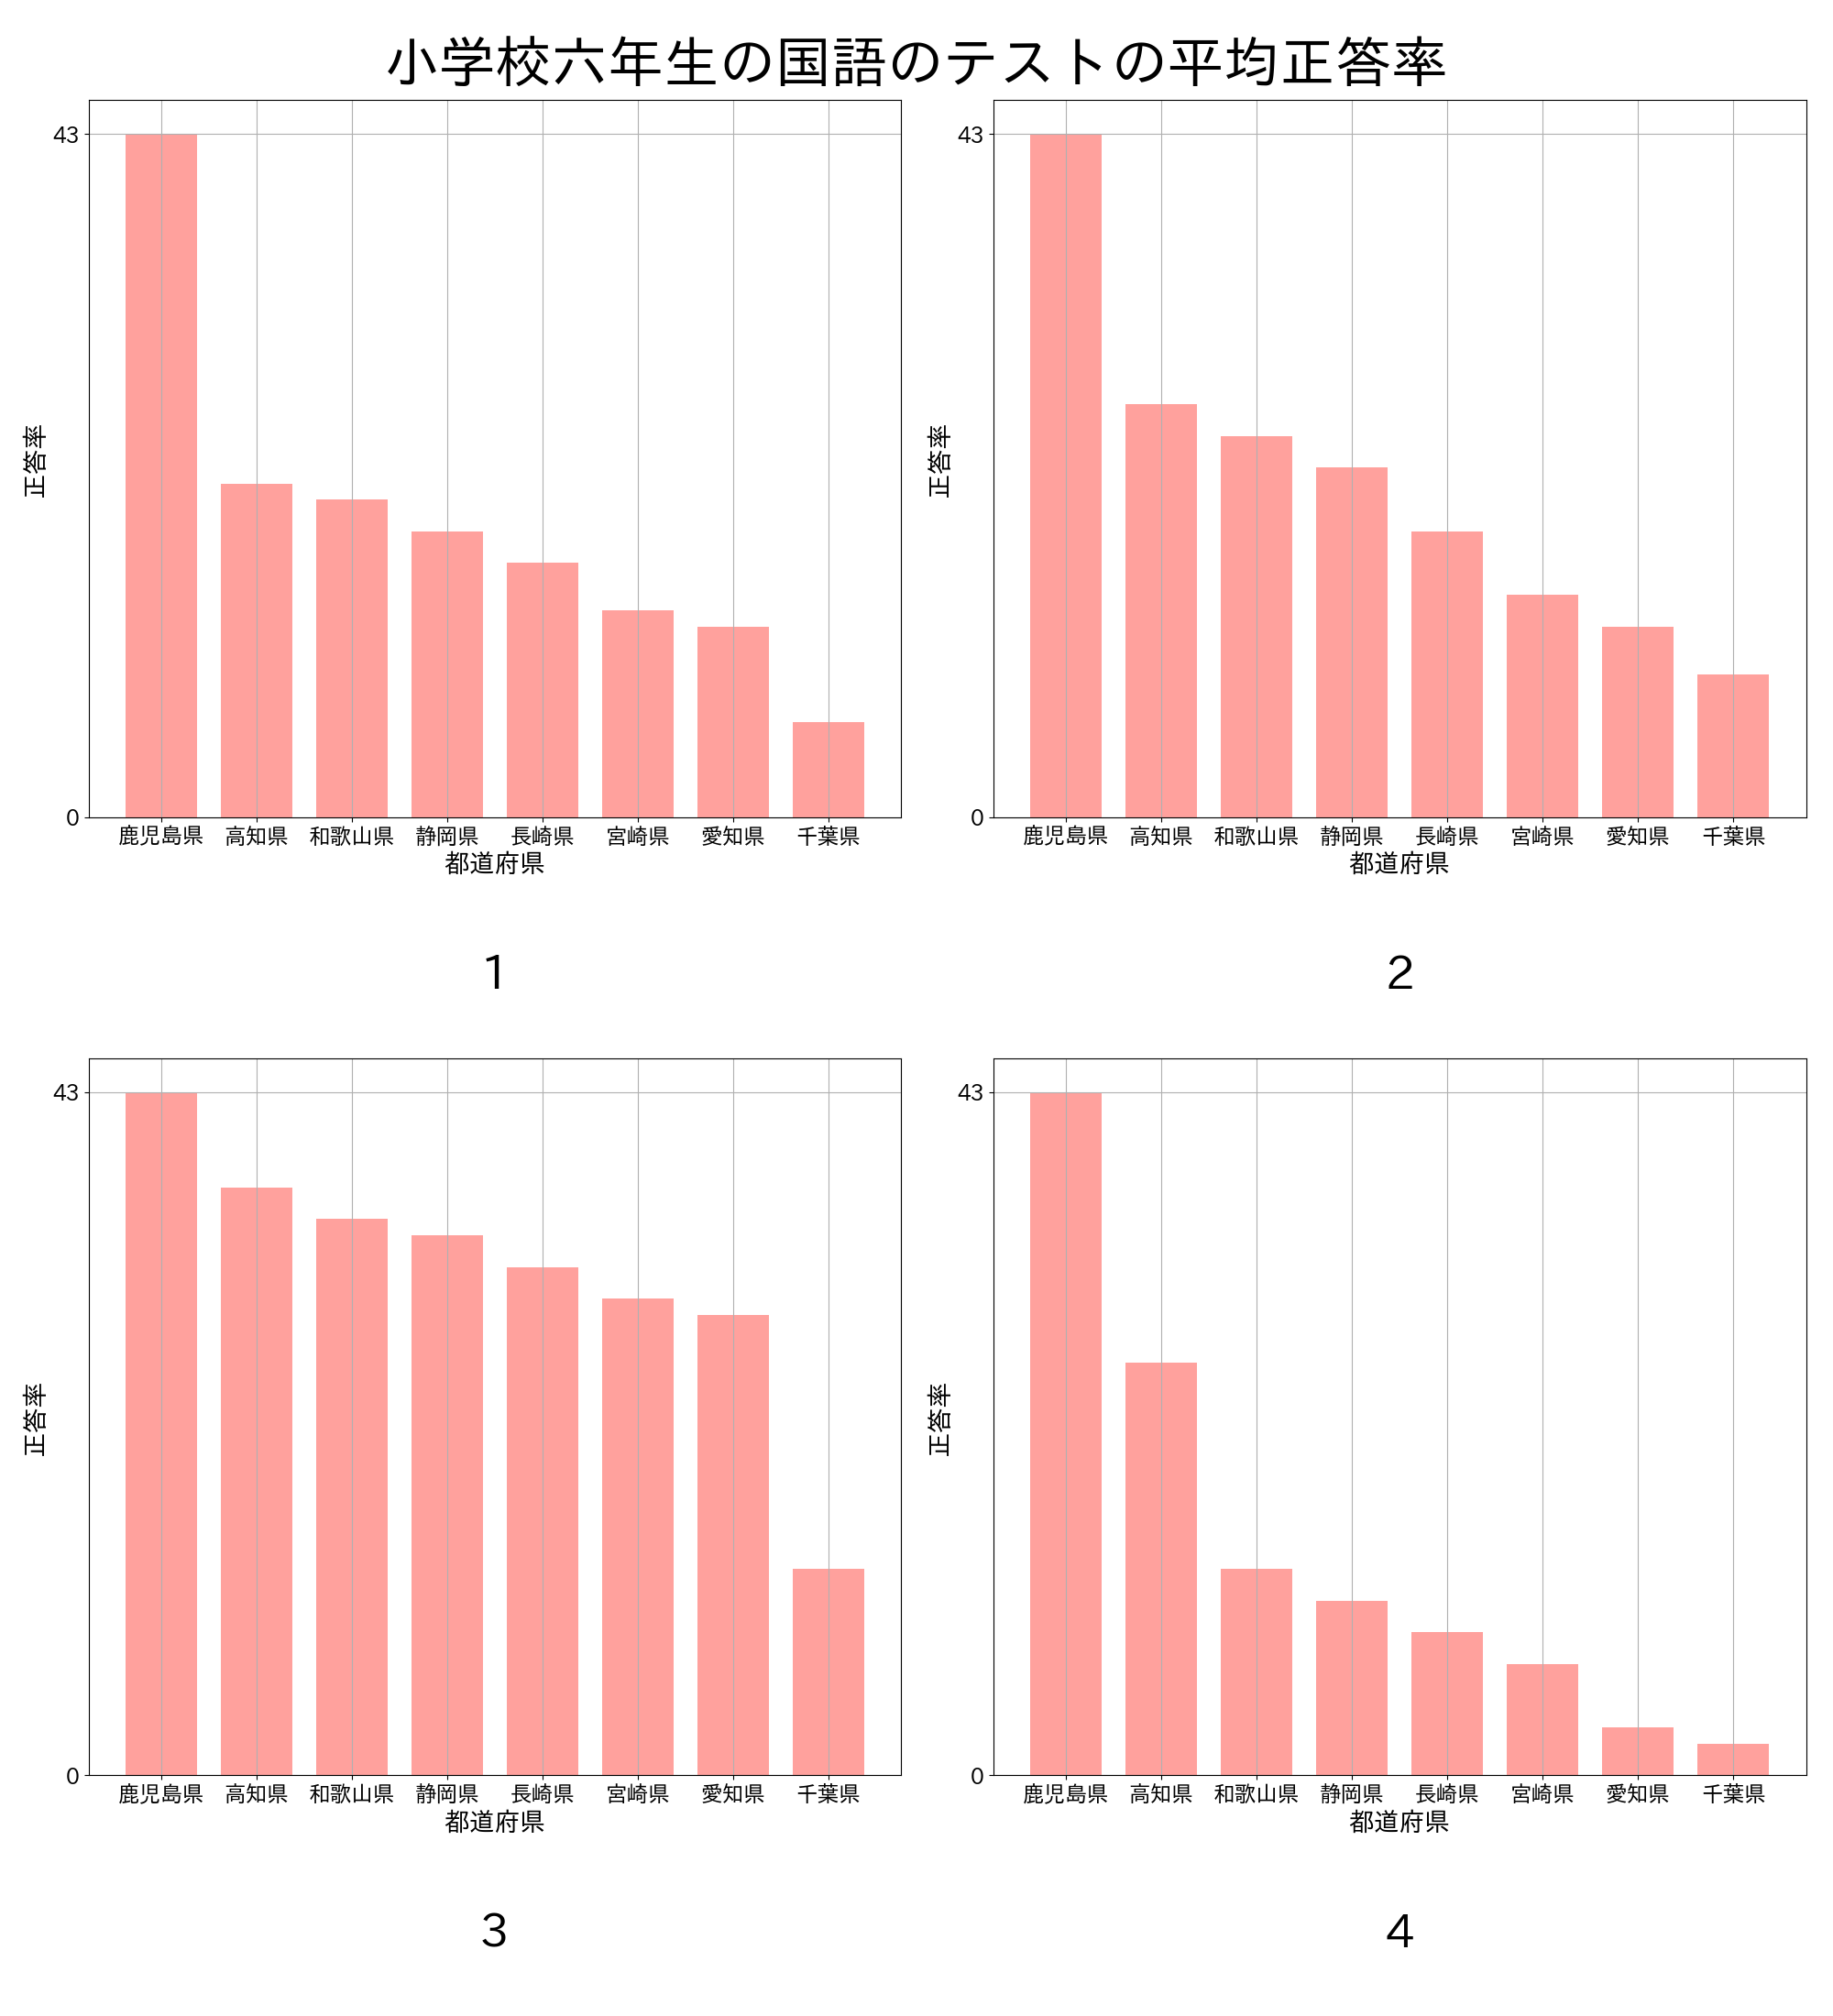 小学校六年生の国語のテストの平均正答率
43
正答率
0
鹿児島県 高知県 和歌山県 静岡県 長崎県 宮崎県 愛知県 千葉県
都道府県
1
43
正答率
0
鹿児島県 高知県 和歌山県 静岡県 長崎県 宮崎県 愛知県 千葉県
都道府県
2
43
正答率
0
鹿児島県 高知県 和歌山県 静岡県 長崎県 宮崎県 愛知県 千葉県
都道府県
3
43
正答率
0
鹿児島県 高知県 和歌山県 静岡県 長崎県 宮崎県 愛知県 千葉県
都道府県
4